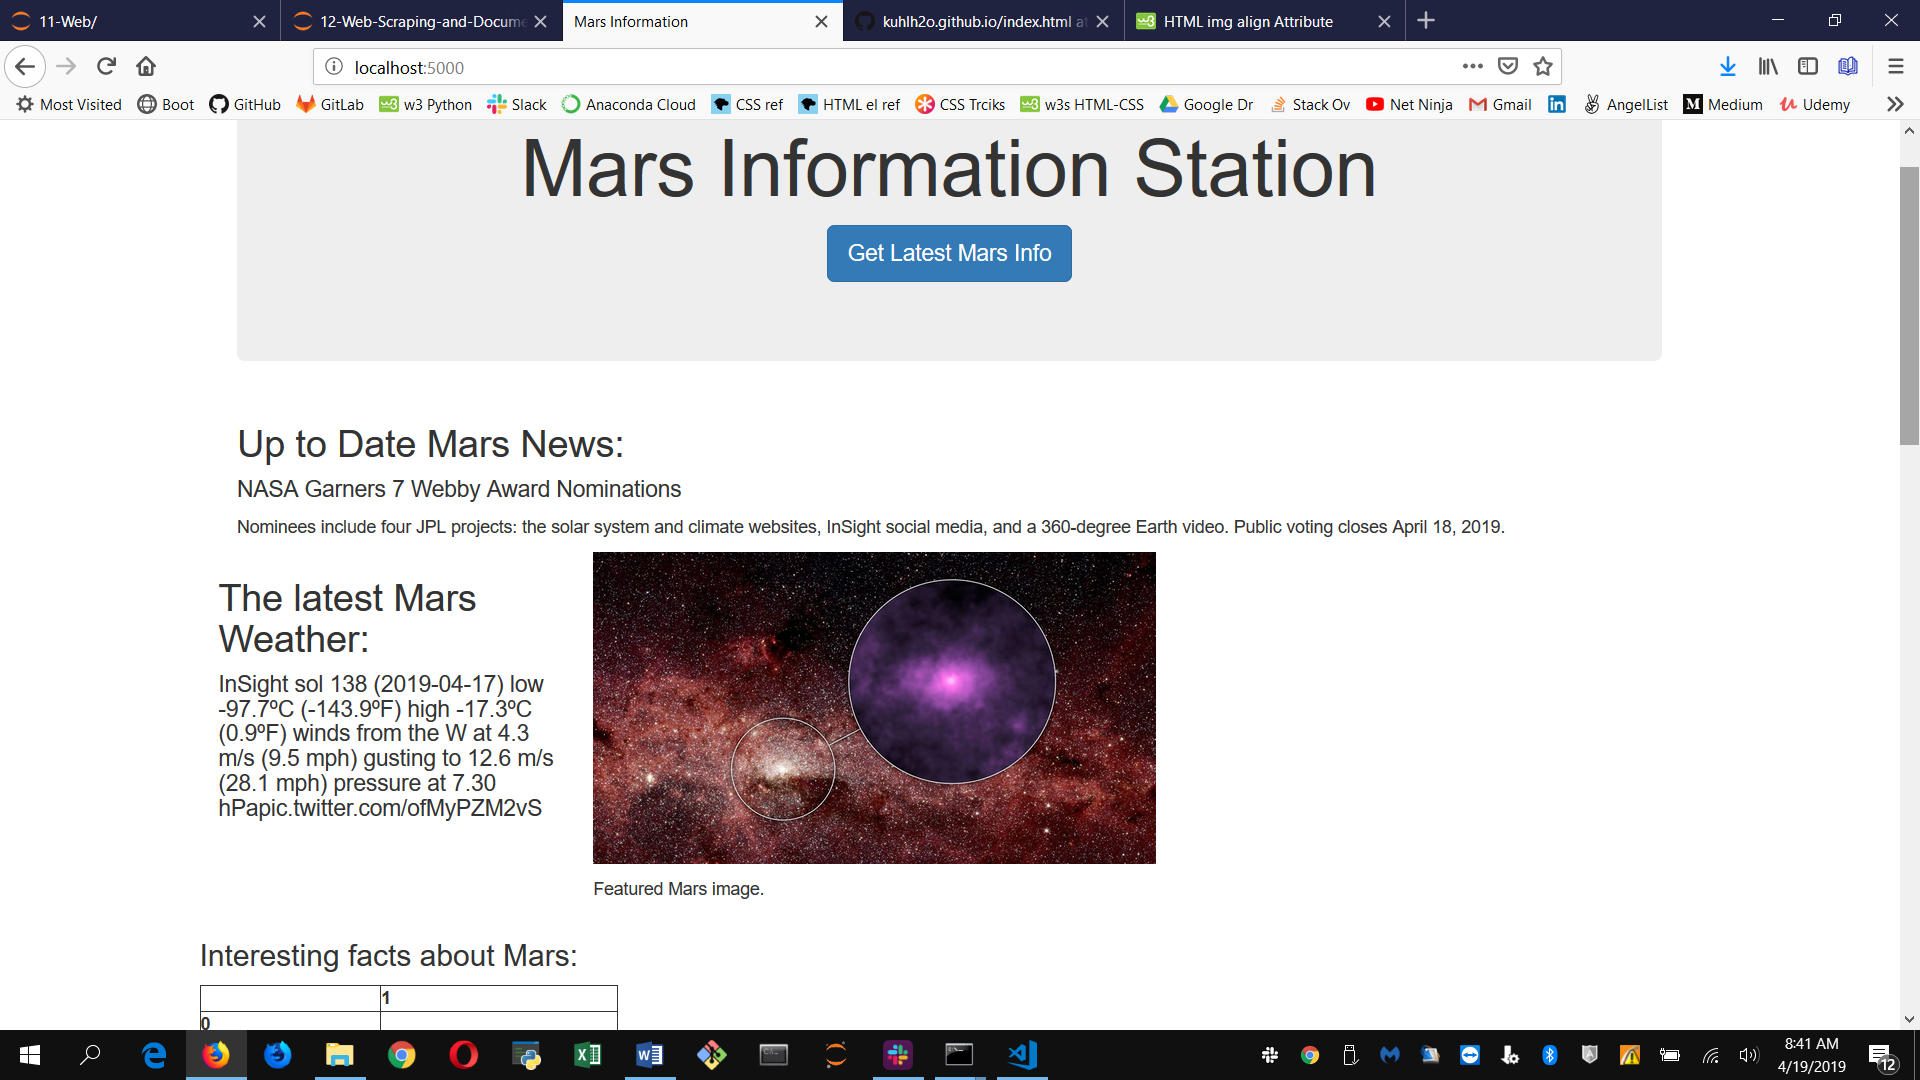 11-Web/
12-Web-Scraping-and-Docume
Mars Information
kuhlh2o.github.io/index.html at
HTML img align Attribute
localhost:5000
Most Visited
Boot
GitHub
GitLab
w3 Python
Slack
Anaconda Cloud
CSS ref
HTML el ref
CSS Trciks
w3s HTML-CSS
Google Dr
Stack Ov
Net Ninja
Gmail
AngelList
Medium
Udemy
Mars Information Station
Get Latest Mars Info
Up to Date Mars News:
NASA Garners 7 Webby Award Nominations
Nominees include four JPL projects: the solar system and climate websites, InSight social media, and a 360-degree Earth video. Public voting closes April 18, 2019.
The latest Mars
Weather:
InSight sol 138 (2019-04-17) low
-97.7ºC (-143.9ºF) high -17.3ºC
(0.9ºF) winds from the W at 4.3
m/s (9.5 mph) gusting to 12.6 m/s
(28.1 mph) pressure at 7.30
hPapic.twitter.com/ofMyPZM2vS
Featured Mars image.
Interesting facts about Mars:
1
0
8:41 AM
4/19/2019
12